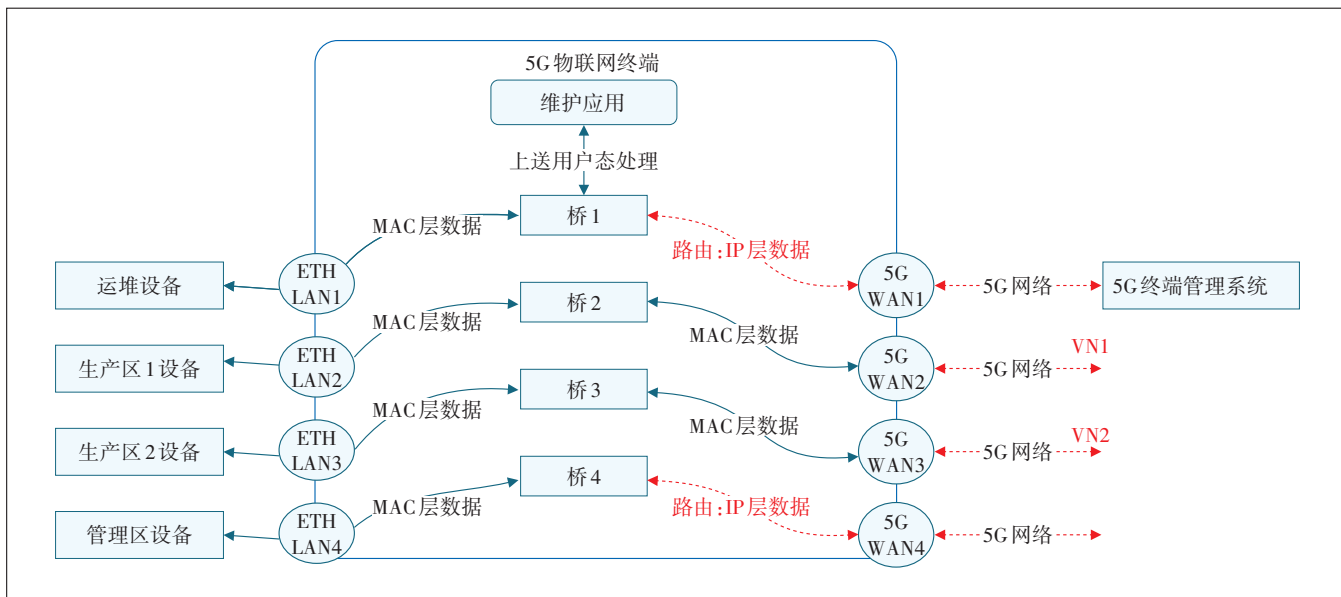 5G物联网终端
维护应用
上送用户态处理
桥1
MAC层数据
路由:IP层数据
运堆设备
ETH
LAN1
5G
WAN1
5G网络
5G终端管理系统
桥2
MAC层数据
MAC层数据
生产区1设备
ETH
LAN2
5G
WAN2
5G网络
VN1
桥3
MAC层数据
MAC层数据
生产区2设备
ETH
LAN3
5G
WAN3
5G网络
VN2
桥4
MAC层数据
路由:IP层数据
管理区设备
ETH
LAN4
5G
WAN4
5G网络